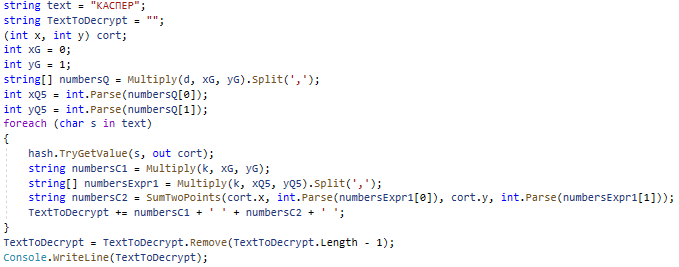 string text = "КАСПЕР";
string TextToDecrypt = "";
(int x, int y) cort;
int xG = 0;
int yG = 1;
string[] numbersQ = Multiply(d, xG, yG).Split(',');
int xQ5 = int.Parse(numbersQ[0]);
int yQ5 = int.Parse(numbersQ[1]);
foreach (char s in text)
{
    hash.TryGetValue(s, out cort);
    string numbersC1 = Multiply(k, xG, yG);
    string[] numbersExpr1 = Multiply(k, xQ5, yQ5).Split(',');
    string numbersC2 = SumTwoPoints(cort.x, int.Parse(numbersExpr1[0]), cort.y, int.Parse(numbersExpr1[1]));
    TextToDecrypt += numbersC1 + ' ' + numbersC2 + ' ';
}
TextToDecrypt = TextToDecrypt.Remove(TextToDecrypt.Length - 1);
Console.WriteLine(TextToDecrypt);